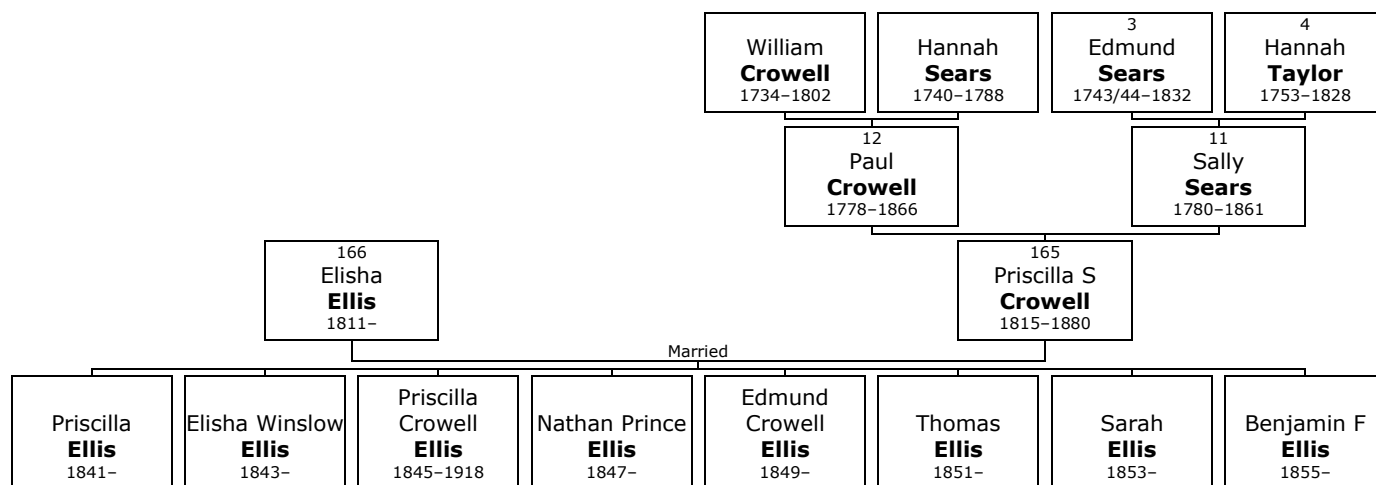 William
Crowell
1734–1802
Hannah
Sears
1740–1788
3
Edmund
Sears
1743/44–1832
4
Hannah
Taylor
1753–1828
12
Paul
Crowell
1778–1866
11
Sally
Sears
1780–1861
166
Elisha
Ellis
1811–
165
Priscilla S
Crowell
1815–1880
Married
Priscilla
Ellis
1841–
Elisha Winslow
Ellis
1843–
Priscilla
Crowell
Ellis
1845–1918
Nathan Prince
Ellis
1847–
Edmund
Crowell
Ellis
1849–
Thomas
Ellis
1851–
Sarah
Ellis
1853–
Benjamin F
Ellis
1855–